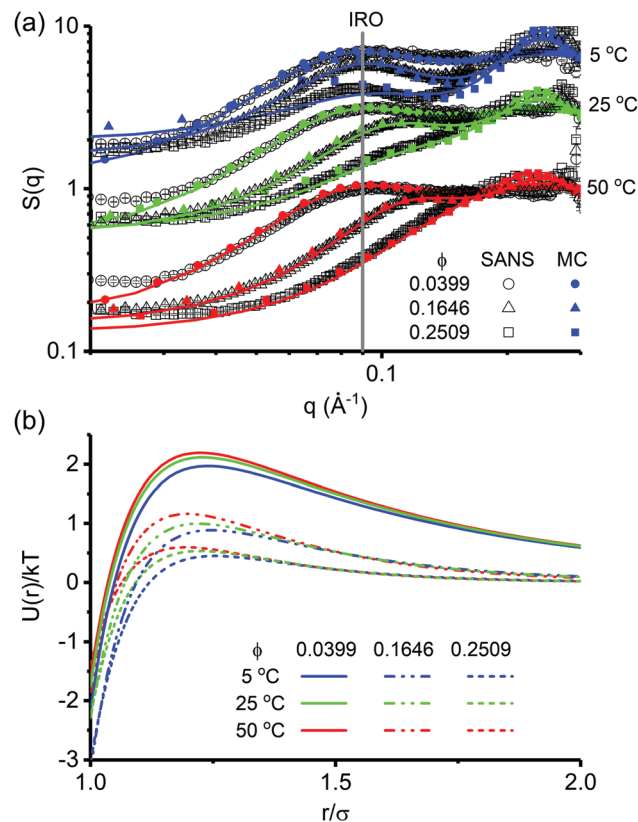 (a)
IRO
10
1
0.1
S(q)
5 °C
25 °C
50 °C
ϕ SANS MC
0.0399
0.1646
0.2509
0.1
q (Å⁻¹)
(b)
2
1
0
-1
-2
-3
U(r)/kT
ϕ 0.0399 0.1646 0.2509
5 °C
25 °C
50 °C
1.0 1.5 2.0
r/σ